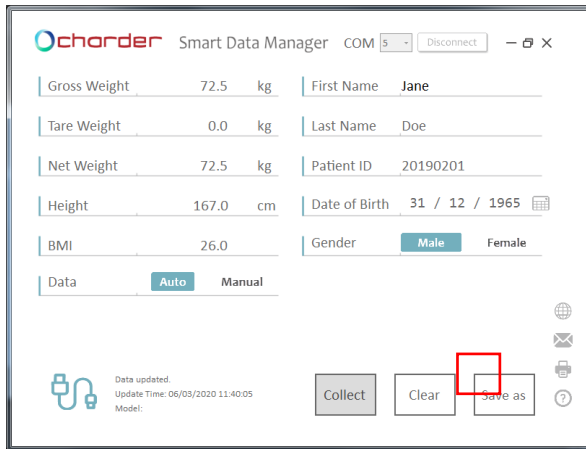 charder Smart Data Manager COM 5 Disconnect
Gross Weight 72.5 kg First Name Jane
Tare Weight 0.0 kg Last Name Doe
Net Weight 72.5 kg Patient ID 20190201
Height 167.0 cm Date of Birth 31 / 12 / 1965
BMI 26.0 Gender Male Female
Data Auto Manual
Data updated.
Update Time: 06/03/2020 11:40:05
Model:
Collect Clear Save as